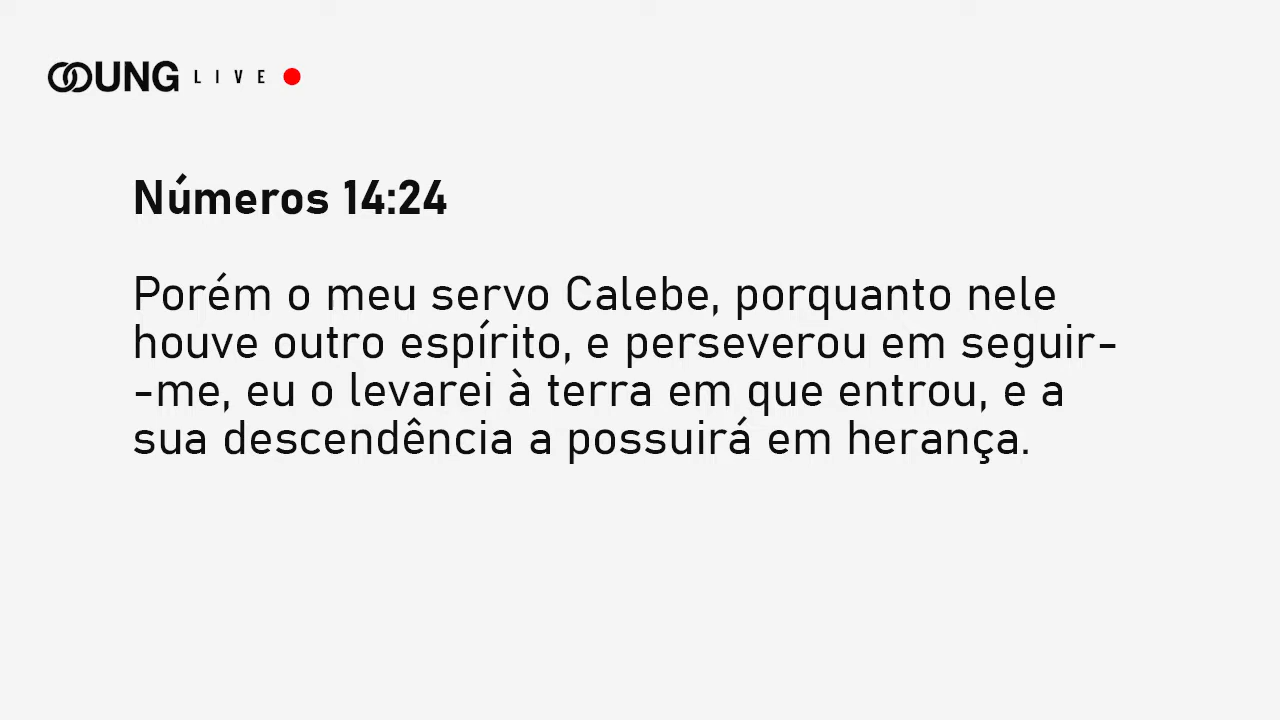 OOUNG LIVE
Números 14:24
Porém o meu servo Calebe, porquanto nele
houve outro espírito, e perseverou em seguir-
-me, eu o levarei à terra em que entrou, e a
sua descendência a possuirá em herança.